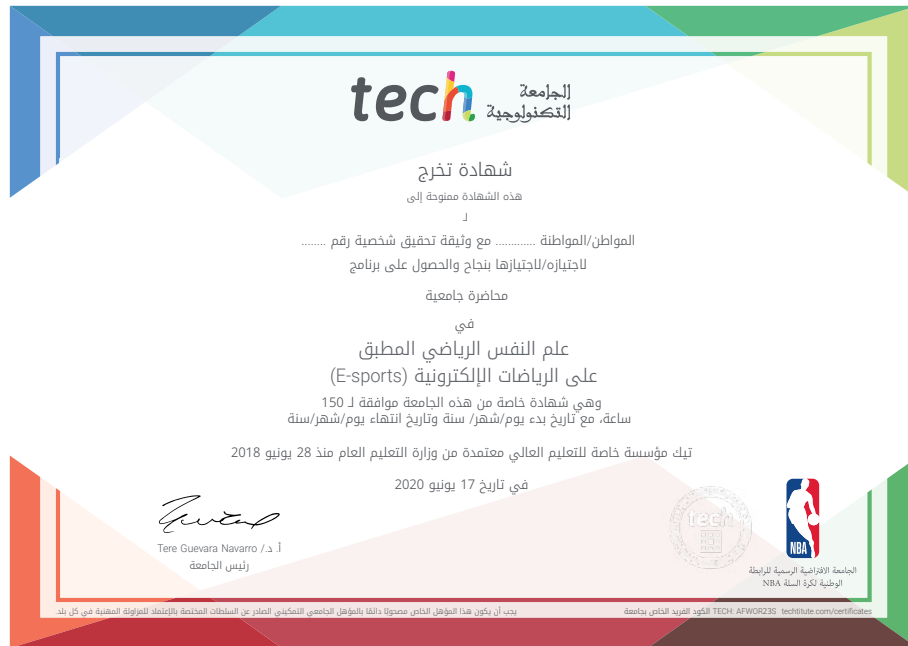 tech الجامعة
التكنولوجية
شهادة تخرج
هذه الشهادة ممنوحة إلى
لـ
المواطن/المواطنة ............ مع وثيقة تحقيق شخصية رقم ........
لاجتيازه/لاجتيازها بنجاح والحصول على برنامج
محاضرة جامعية
في
علم النفس الرياضي المطبق
على الرياضات الإلكترونية (E-sports)
وهي شهادة خاصة من هذه الجامعة موافقة لـ 150
ساعة، مع تاريخ بدء يوم/شهر/ سنة وتاريخ انتهاء يوم/شهر/سنة
تيك مؤسسة خاصة للتعليم العالي معتمدة من وزارة التعليم العام منذ 28 يونيو 2018
في تاريخ 17 يونيو 2020
أ. د./ Tere Guevara Navarro
رئيس الجامعة
tech
NBA
الجامعة الافتراضية الرسمية للرابطة
الوطنية لكرة السلة NBA
يجب أن يكون هذا المؤهل الخاص مصحوبًا دائمًا بالمؤهل الجامعي التمكيني الصادر عن السلطات المختصة بالإعتماد للمزاولة المهنية في كل بلد
الكود الفريد الخاص بجامعة TECH: AFWOR23S techtitute.com/certificates